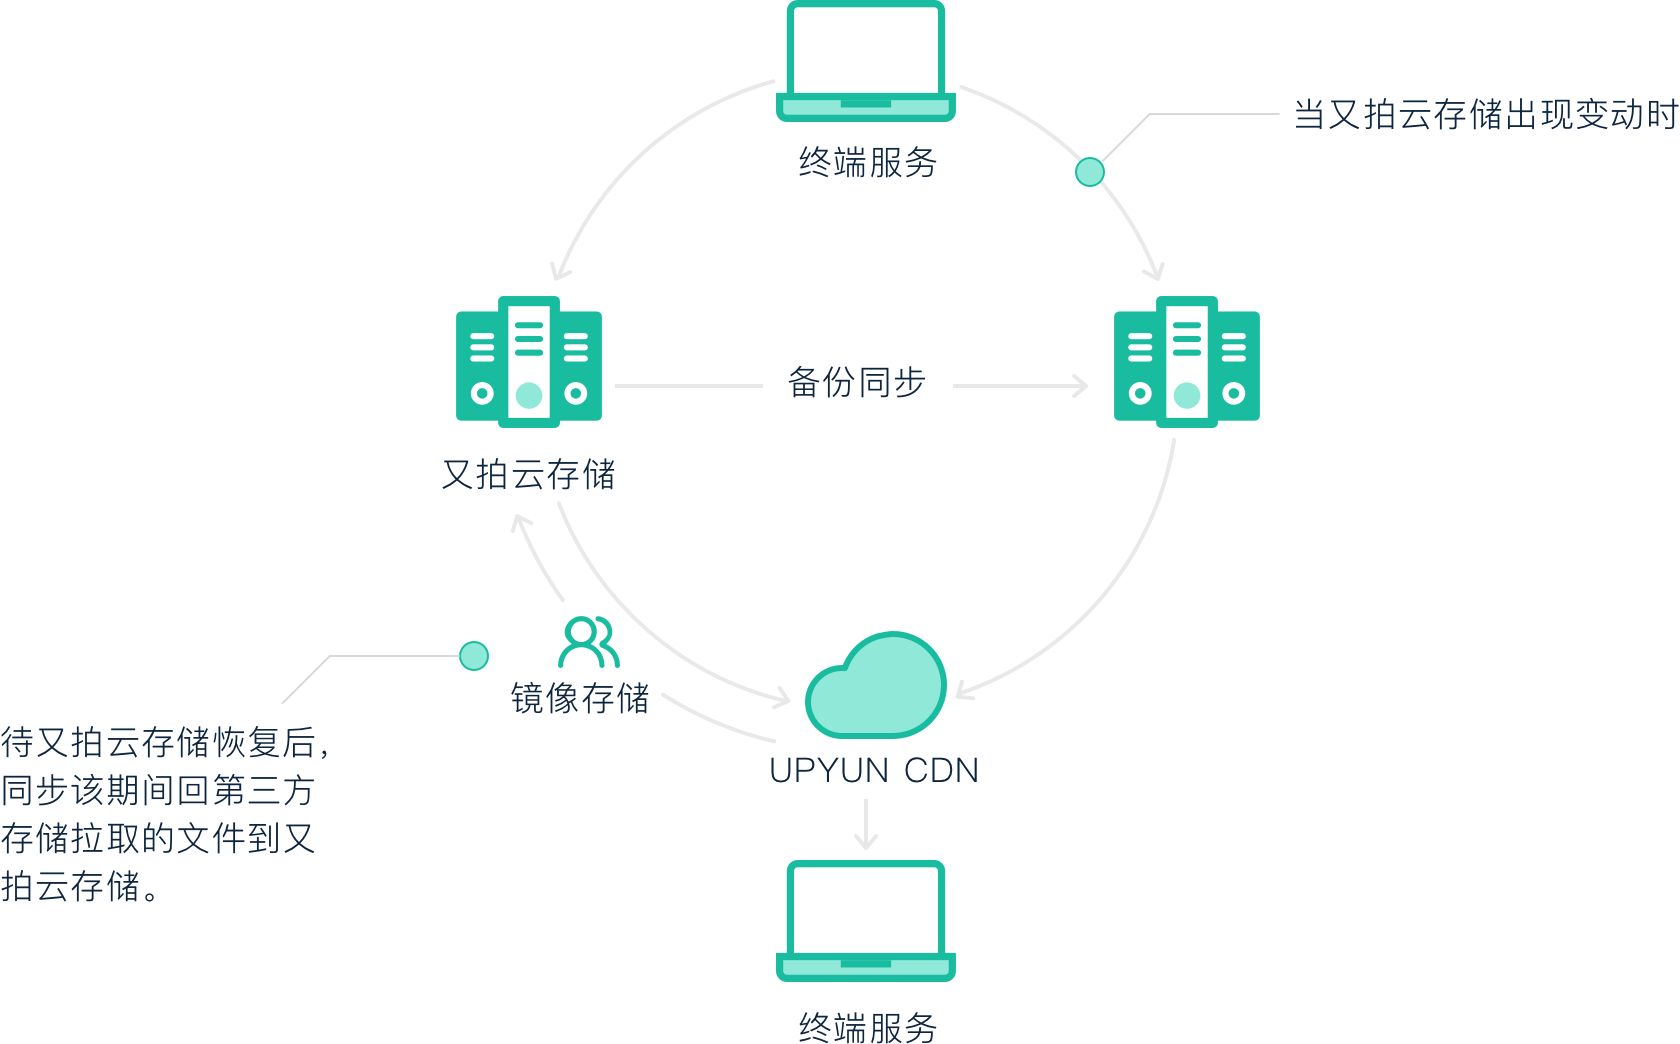 当又拍云存储出现变动时
终端服务
备份同步
又拍云存储
镜像存储
待又拍云存储恢复后，
同步该期间回第三方
存储拉取的文件到又
拍云存储。
UPYUN CDN
终端服务